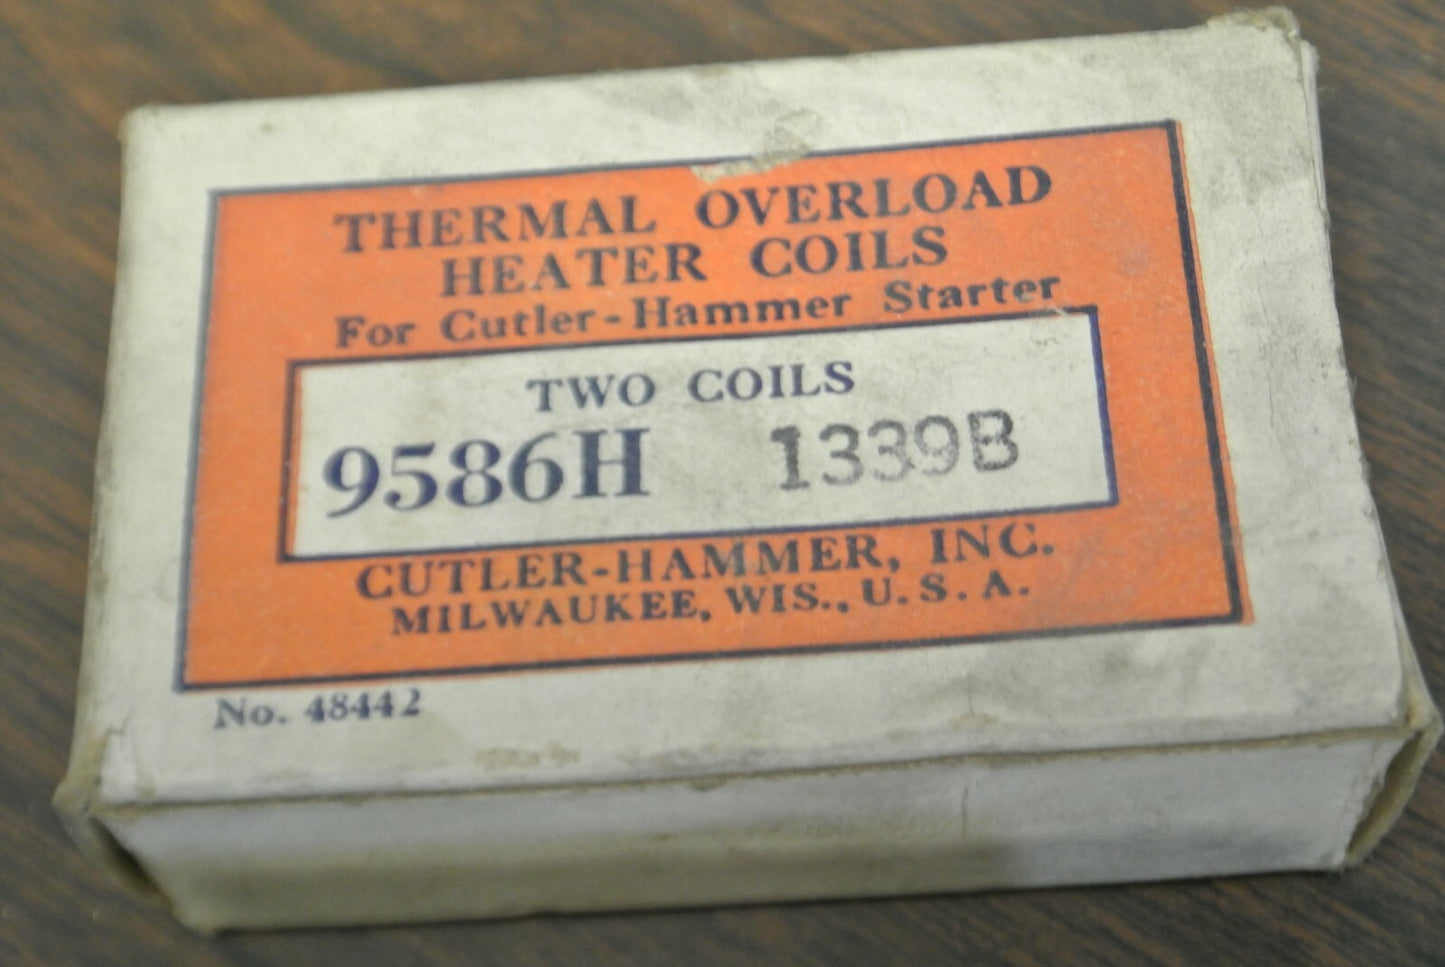 THERMAL OVERLOAD
HEATER COILS
For Cutler-Hammer Starter
TWO COILS
9586H 1339B
CUTLER-HAMMER, INC.
MILWAUKEE, WIS., U. S. A.
No. 48442